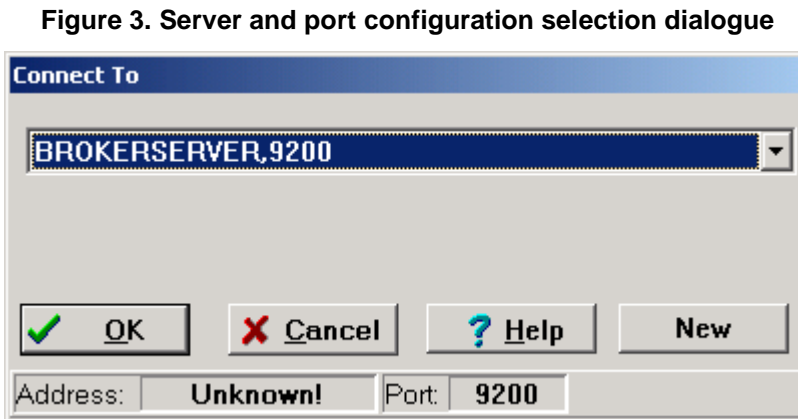 Figure 3. Server and port configuration selection dialogue
Connect To
BROKERSERVER,9200
OK Cancel Help New
Address: Unknown! Port: 9200